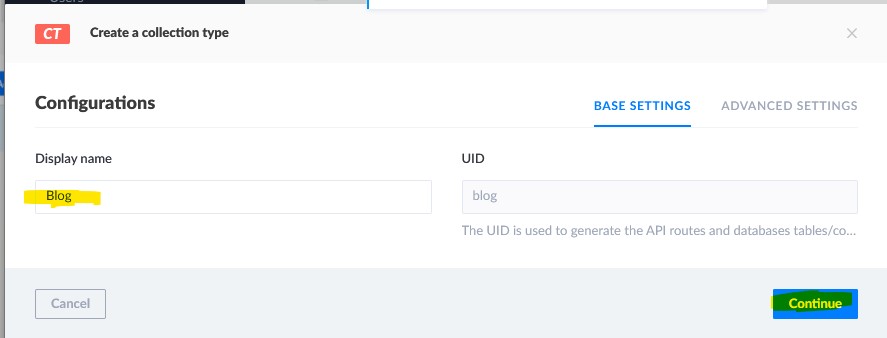 Users
CT Create a collection type
Configurations
BASE SETTINGS ADVANCED SETTINGS
Display name UID
Blog blog
The UID is used to generate the API routes and databases tables/co...
Cancel Continue